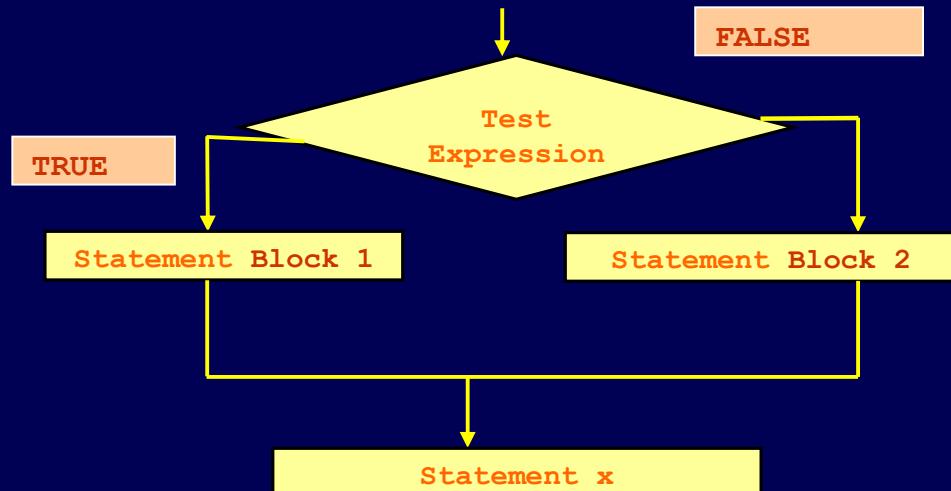 FALSE
Test
Expression
TRUE
Statement Block 1
Statement Block 2
Statement x